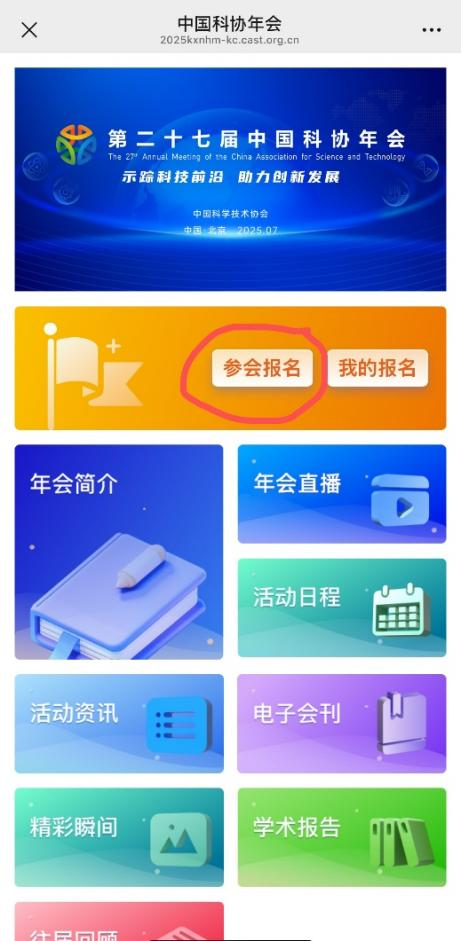 中国科协年会
2025kxnhm-kc.cast.org.cn
第二十七届中国科协年会
The 27th Annual Meeting of the China Association for Science and Technology
示踪科技前沿 助力创新发展
中国科学技术协会
中国·北京 2025.07
参会报名
我的报名
年会简介
年会直播
活动日程
活动资讯
电子会刊
精彩瞬间
学术报告
往届回顾